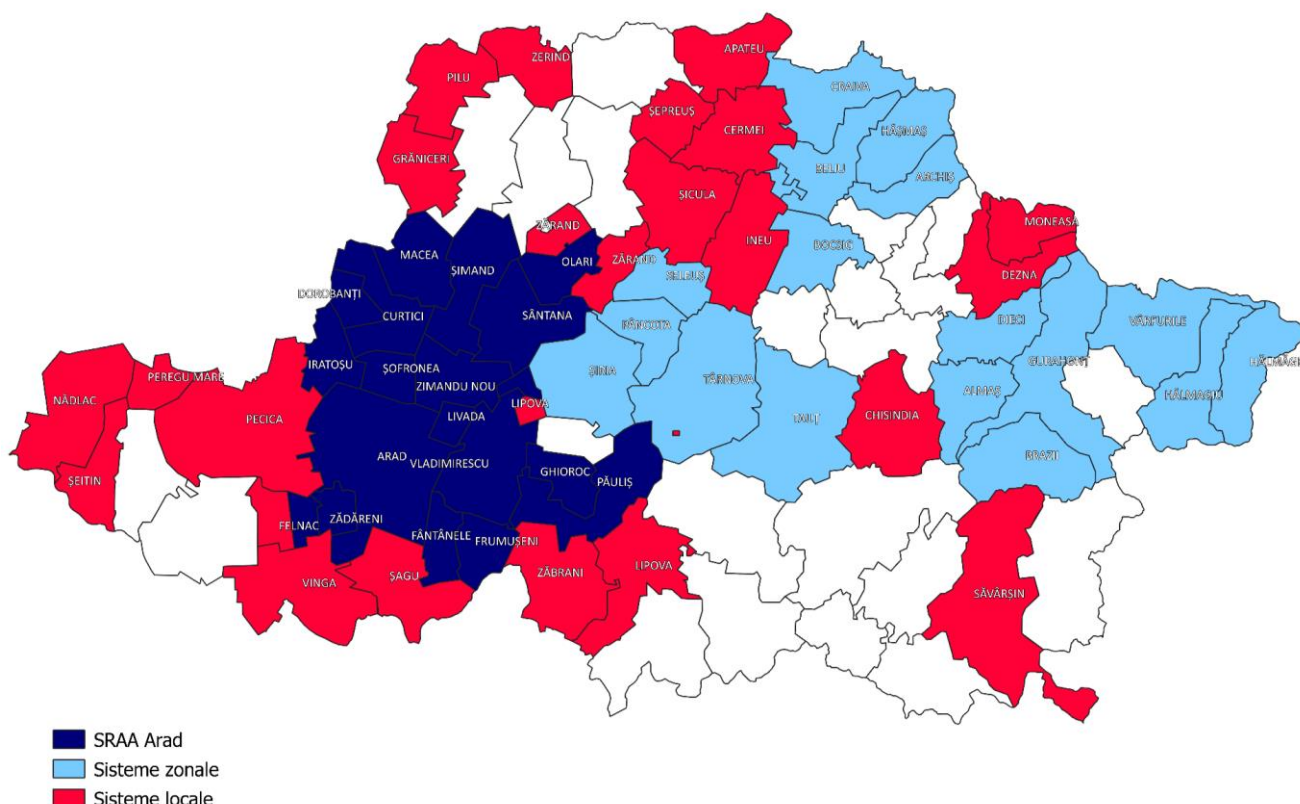 APATEU
ZERIND
PILU
CRAIVA
ȘEPREUȘ
CERMEI
HĂȘMAȘ
GRĂNICERI
BELIU
ARCHIȘ
ȘICULA
MONEASA
ZĂRAND
MACEA
INEU
BOCSIG
OLARI
ZĂRAND
ȘIMAND
DEZNA
SELEUȘ
DOROBANȚI
CURTICI
SÂNTANA
PÂNCOTA
DIECI
VÂRFURILE
IRATOȘU
ȘOFRONEA
GURAHONȚ
HĂLMĂGE
PEREGU MARE
ȘIRIA
TÂRNOVA
ZIMANDU NOU
NĂDLAC
ALMAȘ
HĂLMAGIU
LIPOVA
PECICA
LIVADA
TAUȚ
CHISINDIA
ARAD
BRAZII
VLADIMIRESCU
GHIOROC
ȘEITIN
PĂULIȘ
FELNAC
ZĂDĂRENI
FÂNTÂNELE
FRUMUȘENI
LIPOVA
ZĂBRANI
ȘAGU
VINGA
SĂVÂRȘIN
SRAA Arad
Sisteme zonale
Sisteme locale